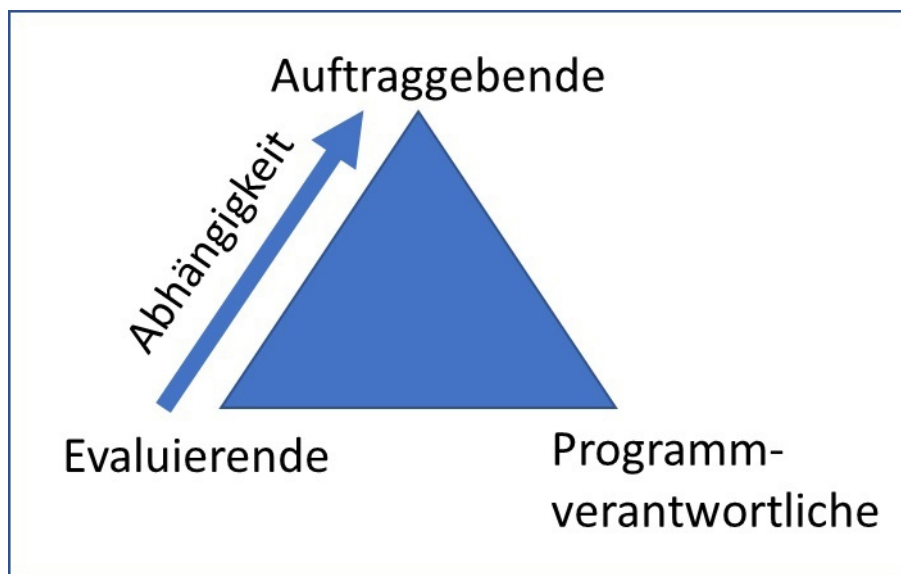 Auftraggebende
Abhängigkeit
Evaluierende
Programm-
verantwortliche